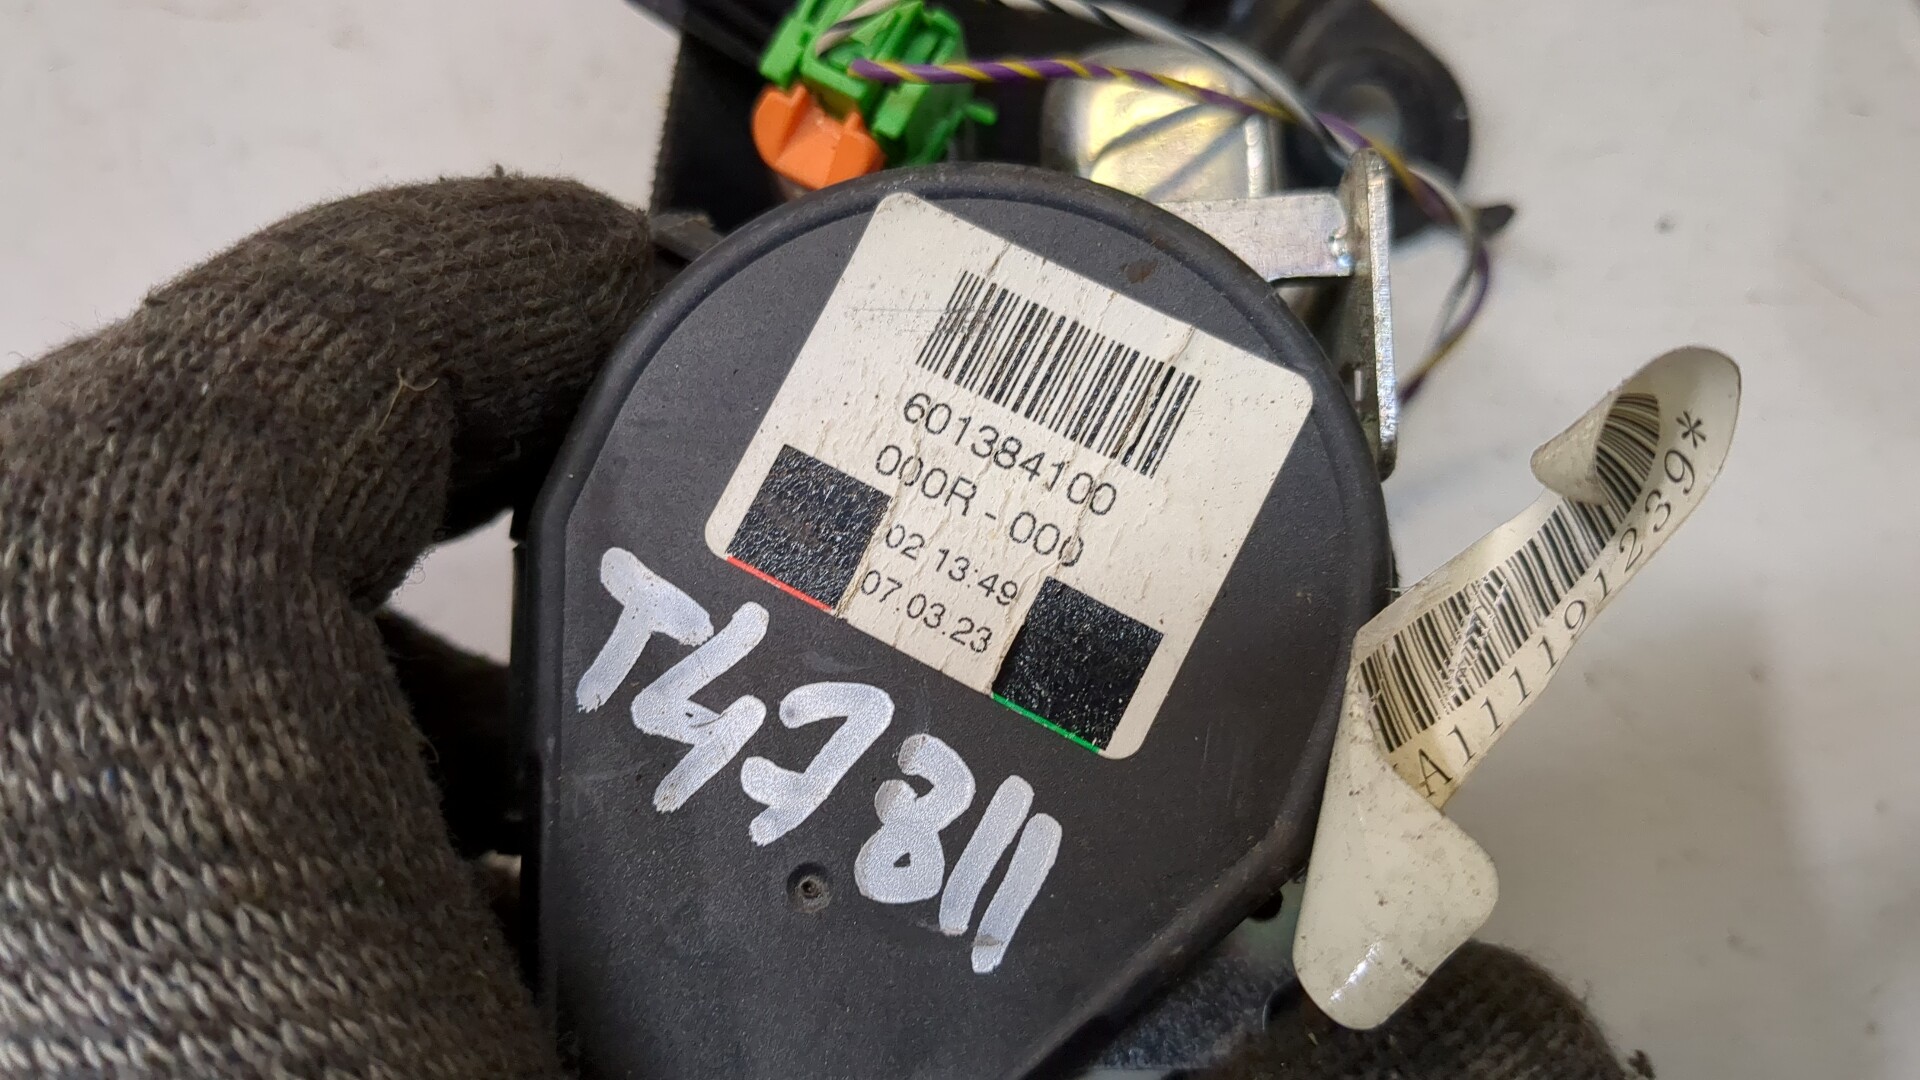 601384100
000R - 000
02 13:49
07.03.23
T47811
A111191239*